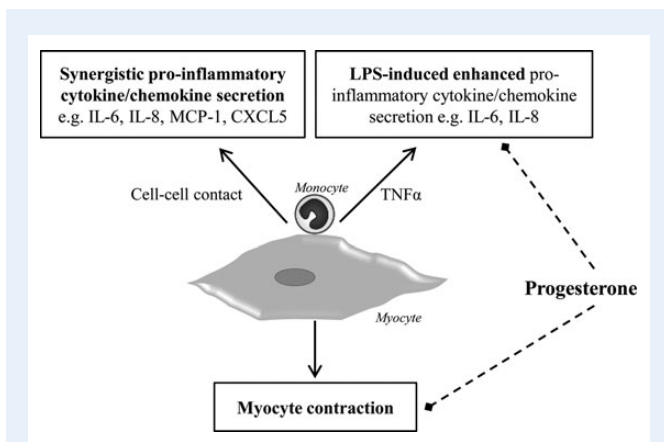 Synergistic pro-inflammatory
cytokine/chemokine secretion
e.g. IL-6, IL-8, MCP-1, CXCL5
LPS-induced enhanced pro-
inflammatory cytokine/chemokine
secretion e.g. IL-6, IL-8
Cell-cell contact
Monocyte
TNFα
Progesterone
Myocyte
Myocyte contraction